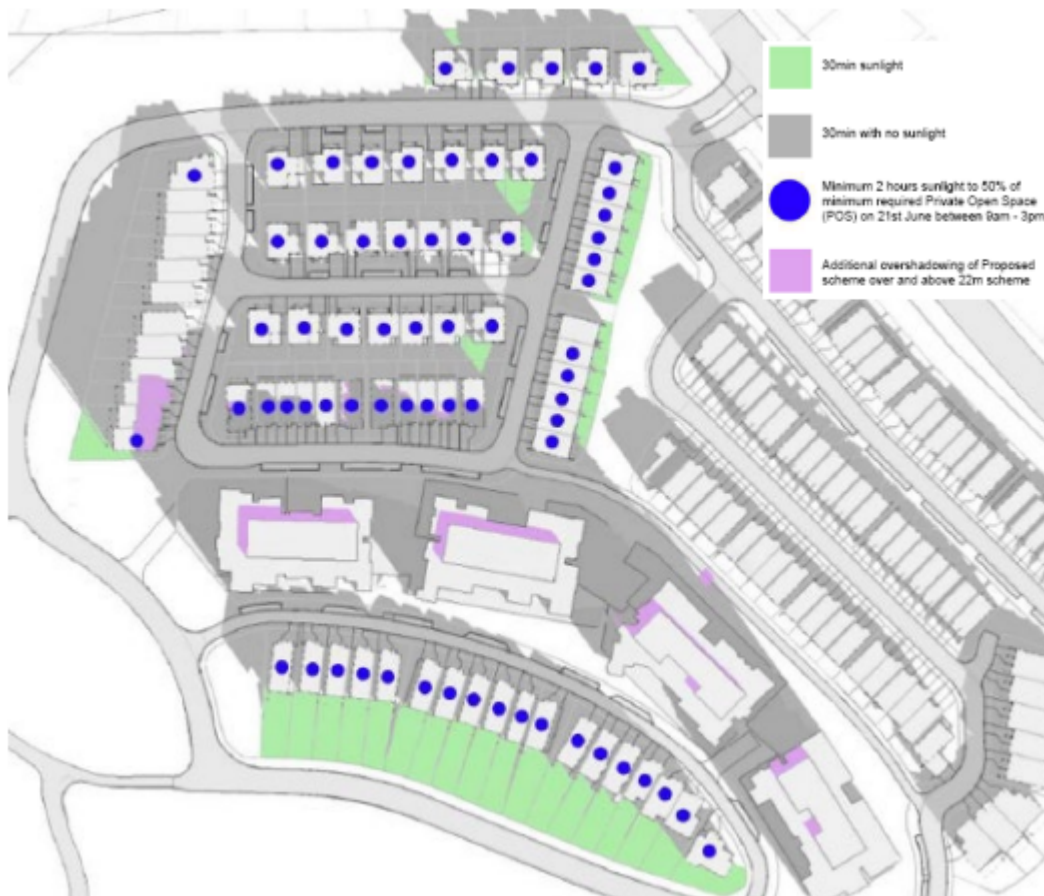 30min sunlight
30min with no sunlight
Minimum 2 hours sunlight to 50% of
minimum required Private Open Space
(POS) on 21st June between 9am - 3pm
Additional overshadowing of Proposed
scheme over and above 22m scheme